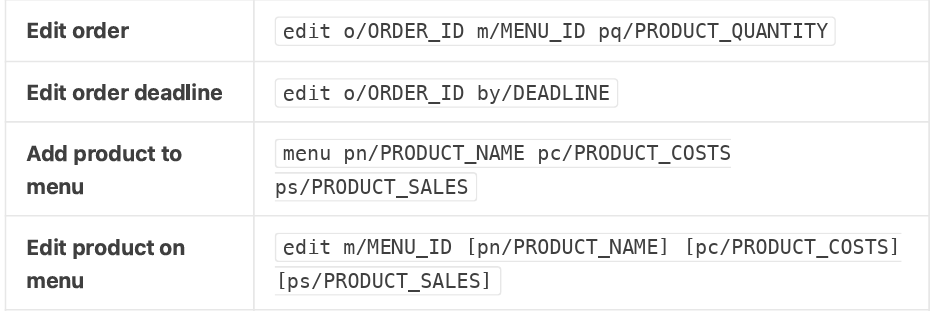 Edit order
edit o/ORDER_ID m/MENU_ID pq/PRODUCT_QUANTITY
Edit order deadline
edit o/ORDER_ID by/DEADLINE
Add product to
menu
menu pn/PRODUCT_NAME pc/PRODUCT_COSTS
ps/PRODUCT_SALES
Edit product on
menu
edit m/MENU_ID [pn/PRODUCT_NAME] [pc/PRODUCT_COSTS]
[ps/PRODUCT_SALES]